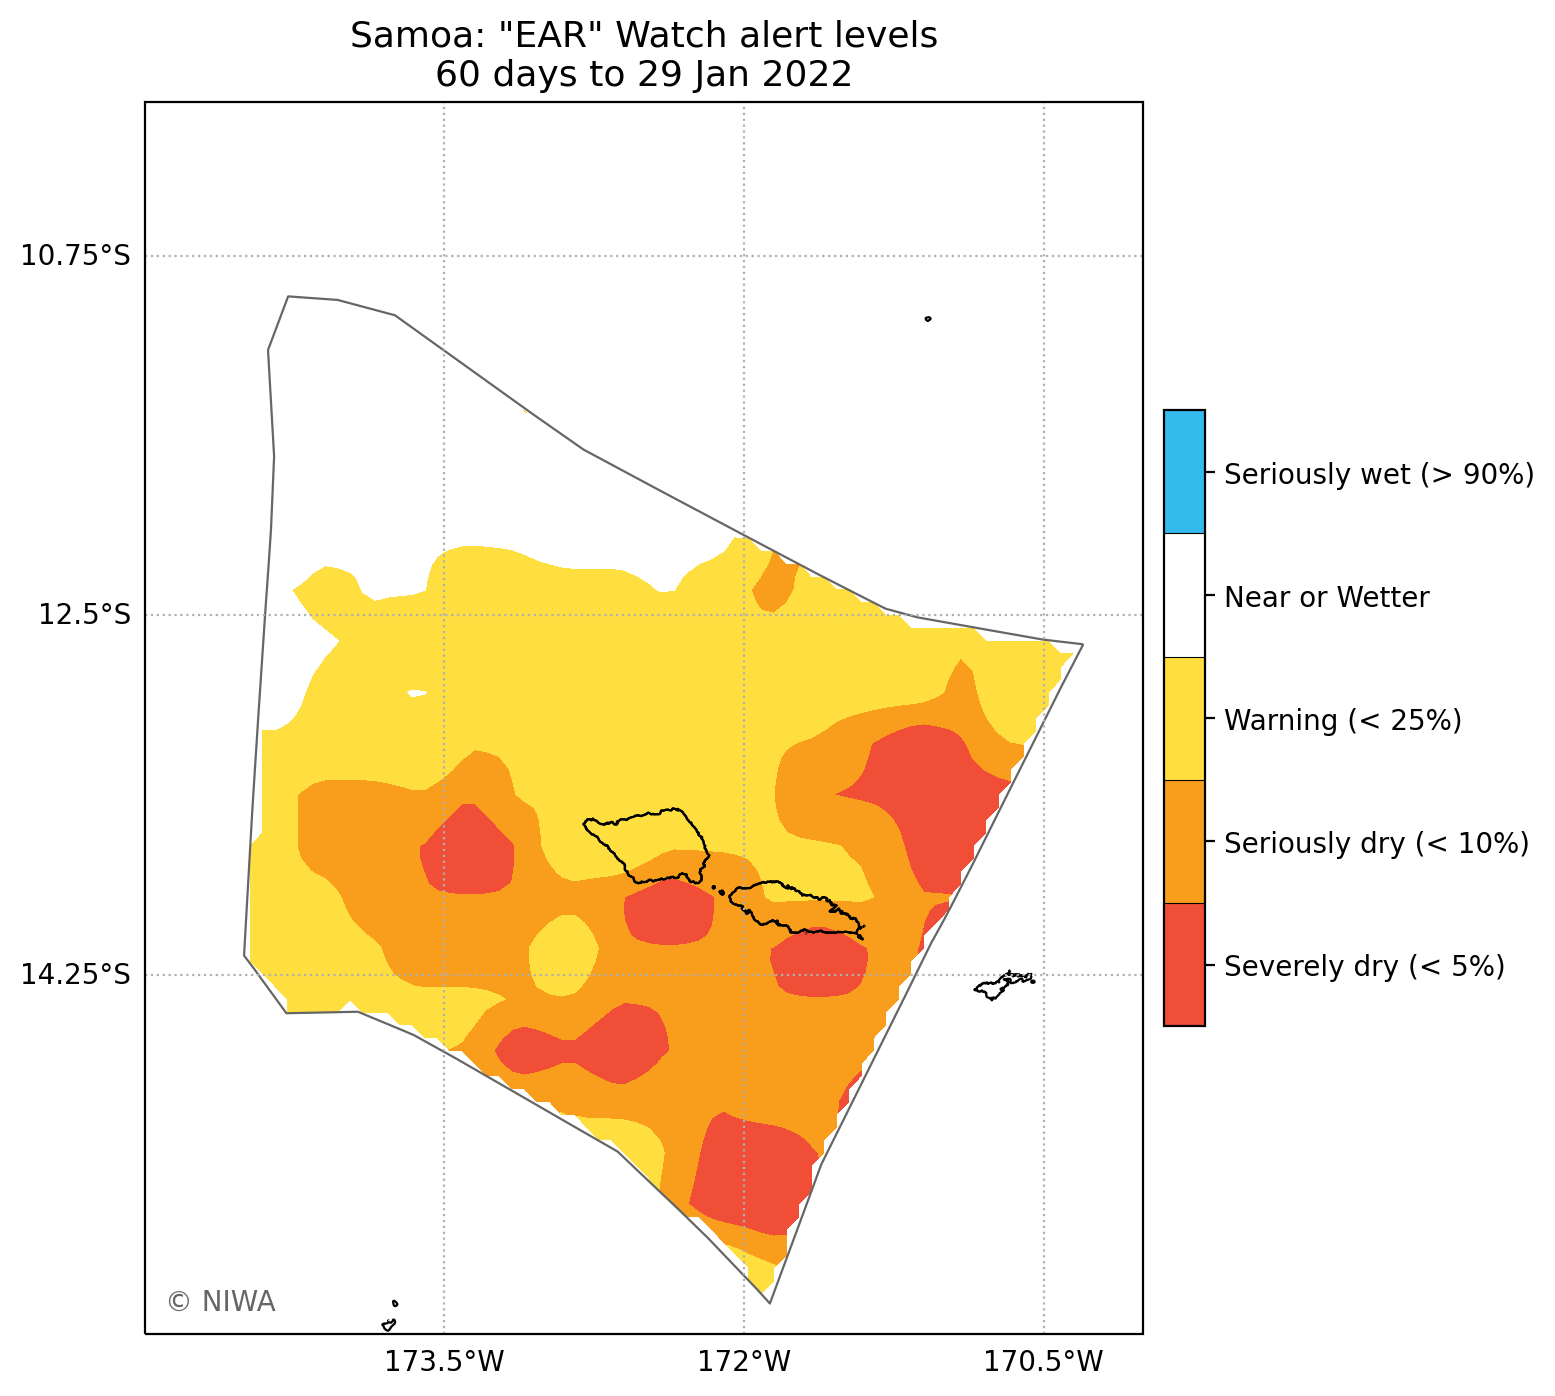 Samoa: "EAR" Watch alert levels
60 days to 29 Jan 2022
10.75°S
12.5°S
14.25°S
173.5°W
172°W
170.5°W
Seriously wet (> 90%)
Near or Wetter
Warning (< 25%)
Seriously dry (< 10%)
Severely dry (< 5%)
© NIWA